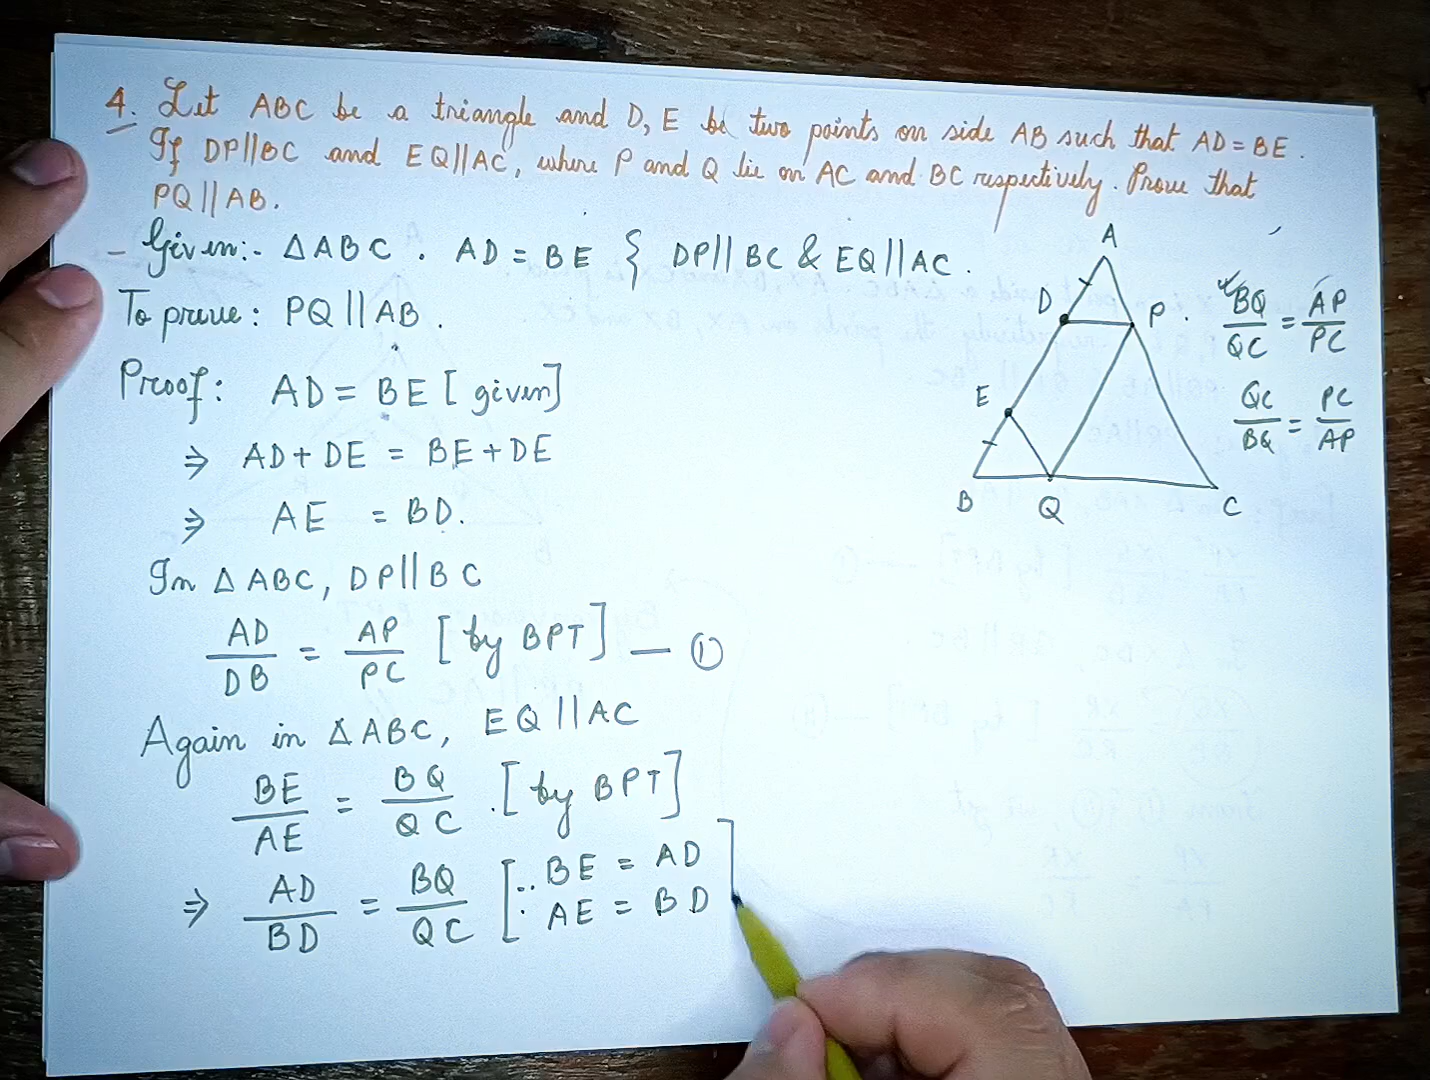 4. Let ABC be a triangle and D, E be two points on side AB such that AD = BE.
If DP||BC and EQ||AC, where P and Q lie on AC and BC respectively. Prove that
PQ || AB.
- Given:- △ABC. AD = BE { DP||BC & EQ||AC.
To prove: PQ || AB.
Proof: AD = BE [given]
⇒ AD + DE = BE + DE
⇒ AE = BD.
In △ABC, DP||BC
AD/DB = AP/PC [by BPT] — ①
Again in △ABC, EQ||AC
BE/AE = BQ/QC . [by BPT]
⇒ AD/BD = BQ/QC [∵ BE = AD
AE = BD]
A
D
P .
E
B
Q
C
BQ/QC = AP/PC
QC/BQ = PC/AP